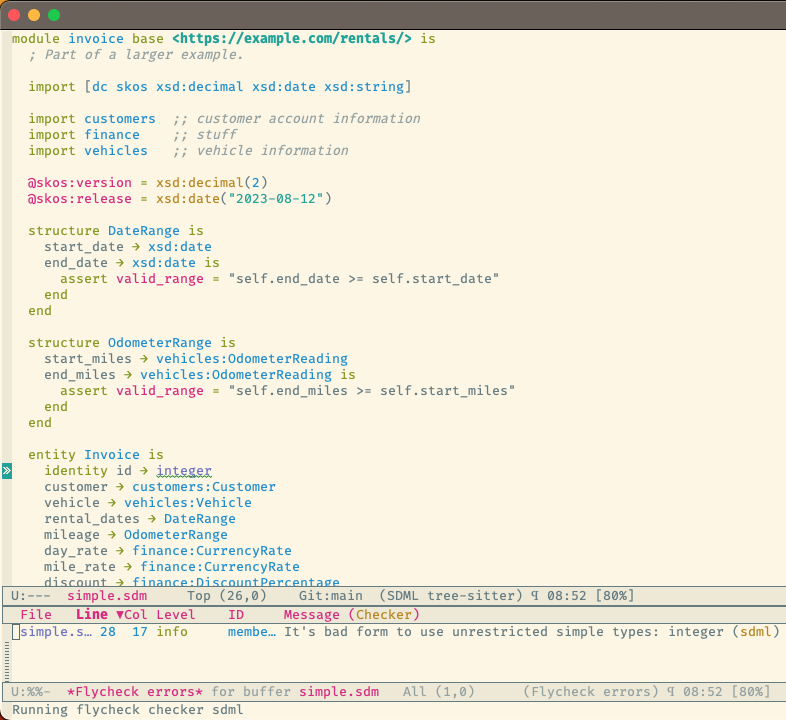 module invoice base <https://example.com/rentals/> is
; Part of a larger example.
import [dc skos xsd:decimal xsd:date xsd:string]
import customers ;; customer account information
import finance ;; stuff
import vehicles ;; vehicle information
@skos:version = xsd:decimal(2)
@skos:release = xsd:date("2023-08-12")
structure DateRange is
start_date → xsd:date
end_date → xsd:date is
assert valid_range = "self.end_date >= self.start_date"
end
end
structure OdometerRange is
start_miles → vehicles:OdometerReading
end_miles → vehicles:OdometerReading is
assert valid_range = "self.end_miles >= self.start_miles"
end
end
entity Invoice is
» identity id → integer
customer → customers:Customer
vehicle → vehicles:Vehicle
rental_dates → DateRange
mileage → OdometerRange
day_rate → finance:CurrencyRate
mile_rate → finance:CurrencyRate
discount → finance:DiscountPercentage
U:--- simple.sdm Top (26,0) Git:main (SDML tree-sitter) ¶ 08:52 [80%]
File Line ▼Col Level ID Message (Checker)
simple.s… 28 17 info membe… It's bad form to use unrestricted simple types: integer (sdml)
U:%%- *Flycheck errors* for buffer simple.sdm All (1,0) (Flycheck errors) ¶ 08:52 [80%]
Running flycheck checker sdml